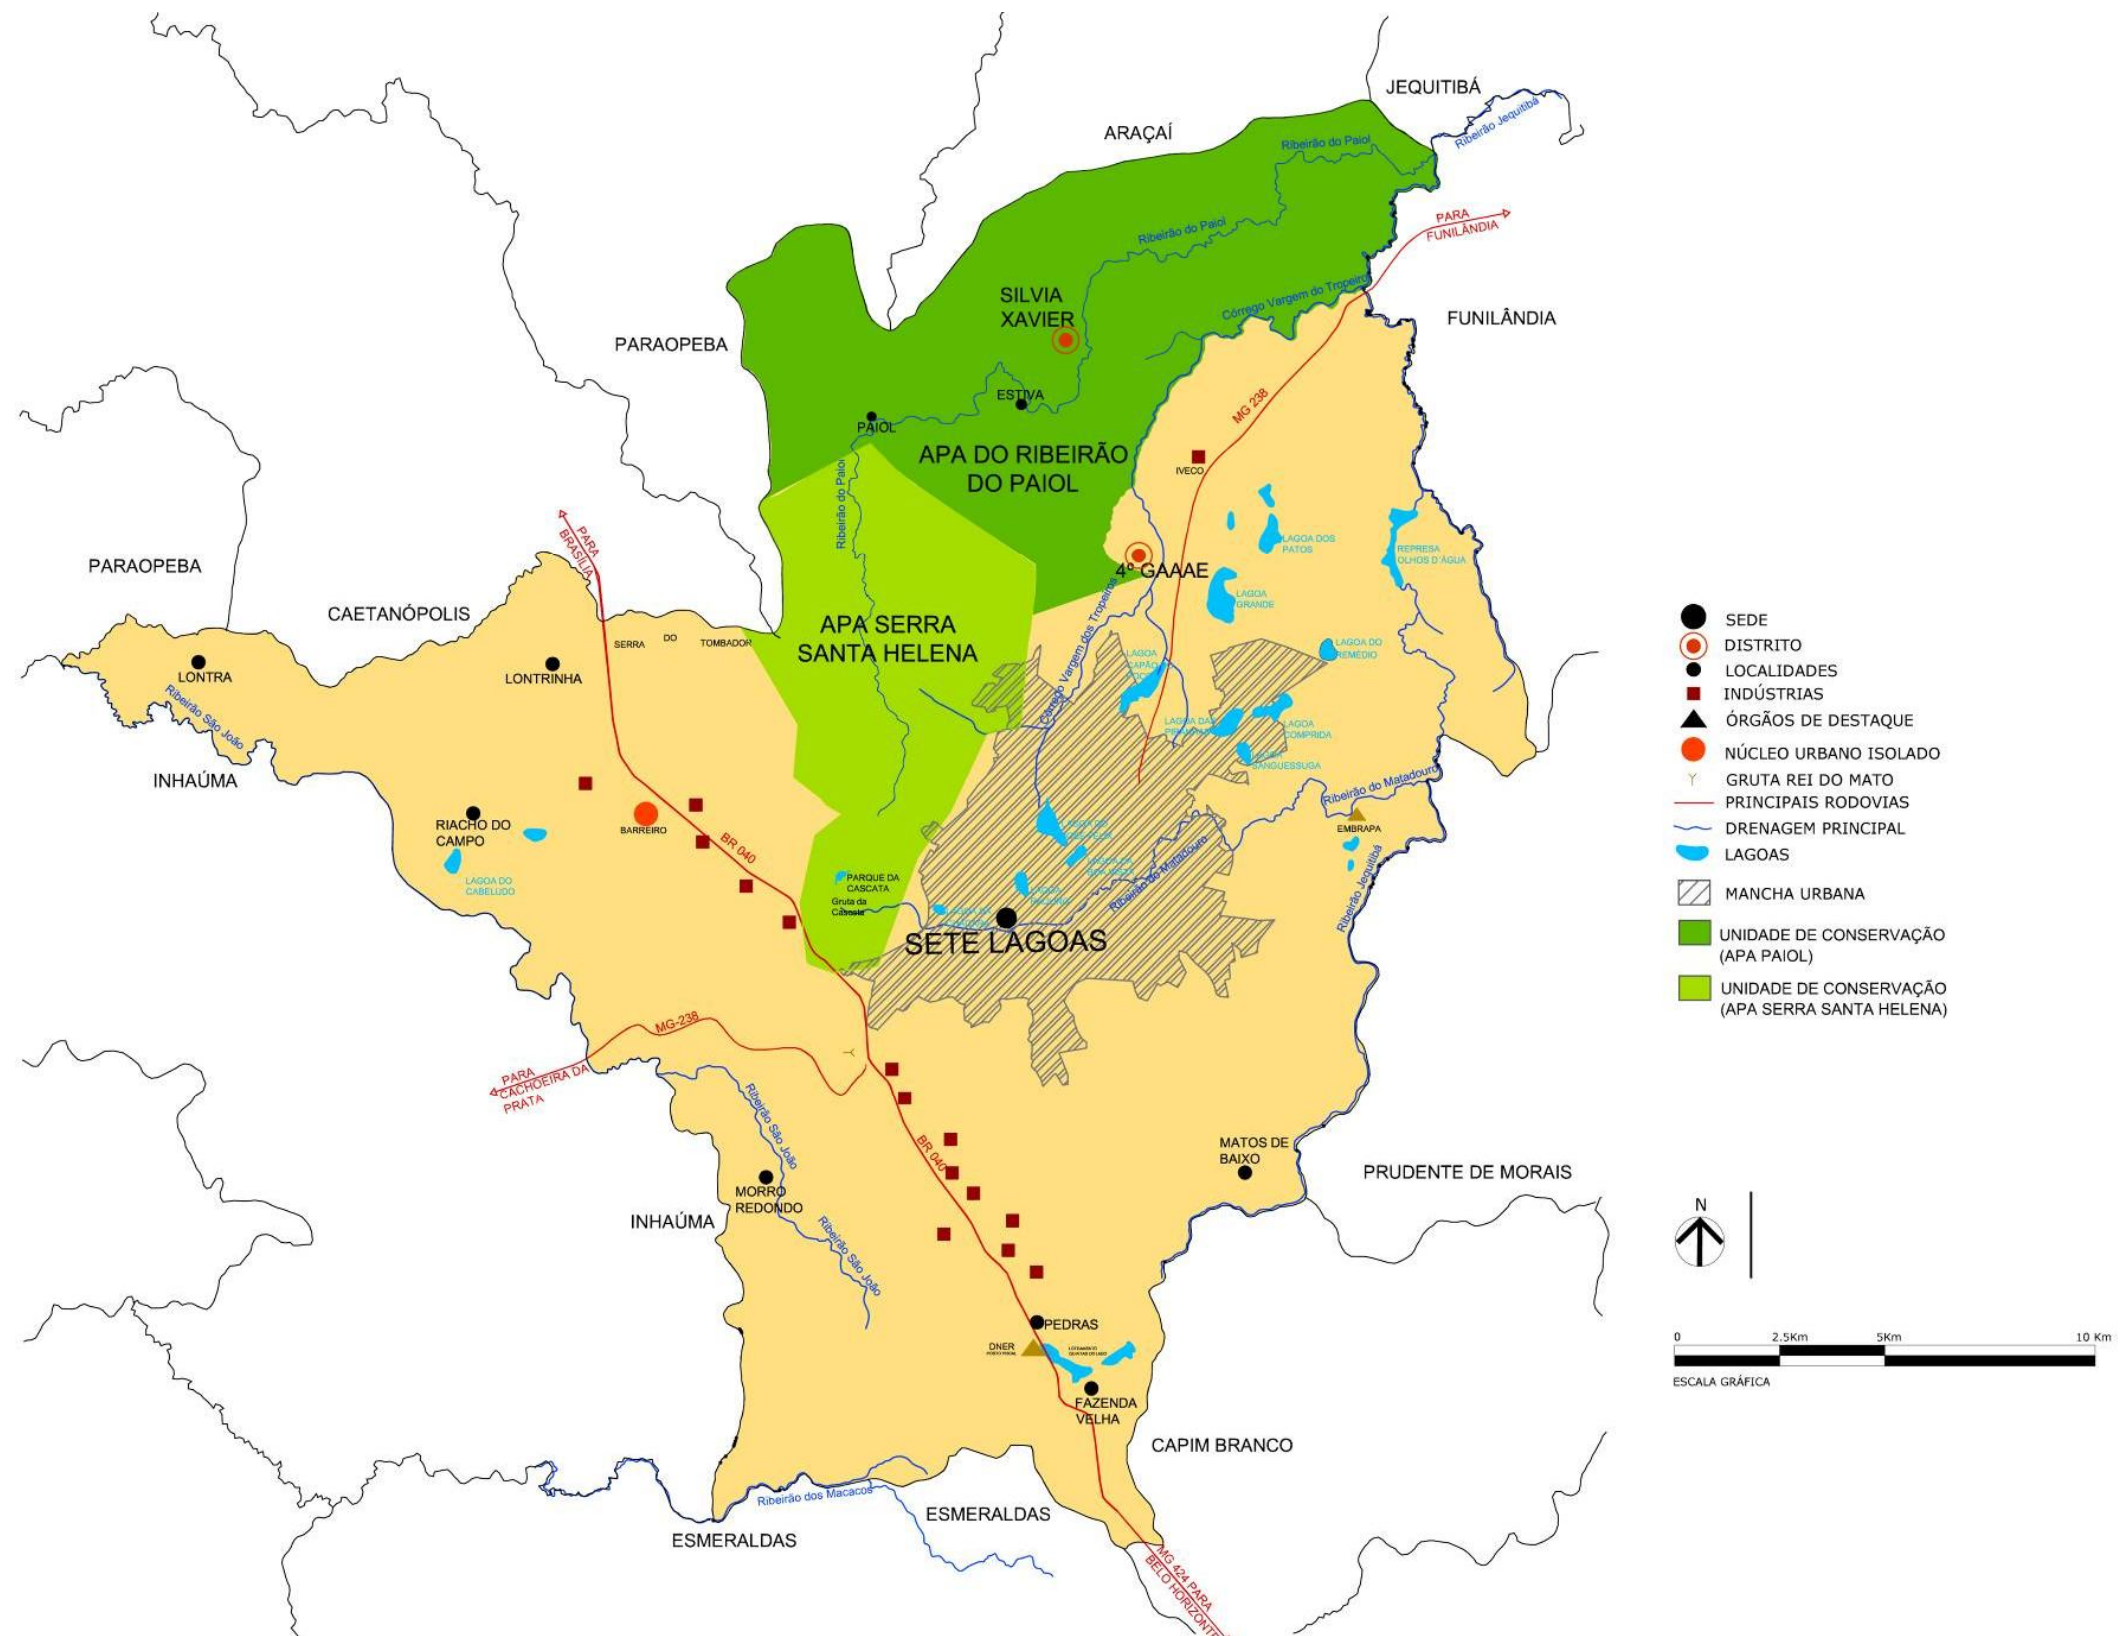 JEQUITIBÁ
Ribeirão Jequitibá
ARAÇAÍ
Ribeirão do Paiol
PARA
FUNILÂNDIA
Ribeirão do Paiol
SILVIA
XAVIER
Córrego Vargem do Tropeiro
FUNILÂNDIA
PARAOPEBA
ESTIVA
PAIOL
MG 238
APA DO RIBEIRÃO
DO PAIOL
IVECO
Ribeirão do Paiol
PARA
BRASÍLIA
LAGOA DOS
PATOS
REPRESA
OLHOS D´ÁGUA
PARAOPEBA
4º GAAAE
LAGOA
GRANDE
CAETANÓPOLIS
APA SERRA
SANTA HELENA
SERRA
DO
TOMBADOR
Córrego Vargem dos Tropeiros
LAGOA DO
REMÉDIO
LAGOA
CAPÃO
LONTRA
LONTRINHA
Ribeirão São João
LAGOA DAS
LAGOA
COMPRIDA
SANGUESSUGA
INHAÚMA
Ribeirão do Matadouro
RIACHO DO
CAMPO
BARREIRO
BR 040
EMBRAPA
LAGOA DO
CABELUDO
PARQUE DA
CASCATA
Gruta da
Cascata
Ribeirão do Matadouro
Ribeirão Jequitibá
SETE LAGOAS
MG-238
PARA
CACHOEIRA DA
PRATA
Ribeirão São João
BR 040
MATOS DE
BAIXO
PRUDENTE DE MORAIS
MORRO
REDONDO
INHAÚMA
Ribeirão São João
PEDRAS
DNER
FAZENDA
VELHA
CAPIM BRANCO
Ribeirão dos Macacos
ESMERALDAS
ESMERALDAS
MG 424 PARA
BELO HORIZONTE
SEDE
DISTRITO
LOCALIDADES
INDÚSTRIAS
ÓRGÃOS DE DESTAQUE
NÚCLEO URBANO ISOLADO
GRUTA REI DO MATO
PRINCIPAIS RODOVIAS
DRENAGEM PRINCIPAL
LAGOAS
MANCHA URBANA
UNIDADE DE CONSERVAÇÃO
(APA PAIOL)
UNIDADE DE CONSERVAÇÃO
(APA SERRA SANTA HELENA)
N
0 2.5Km 5Km 10 Km
ESCALA GRÁFICA